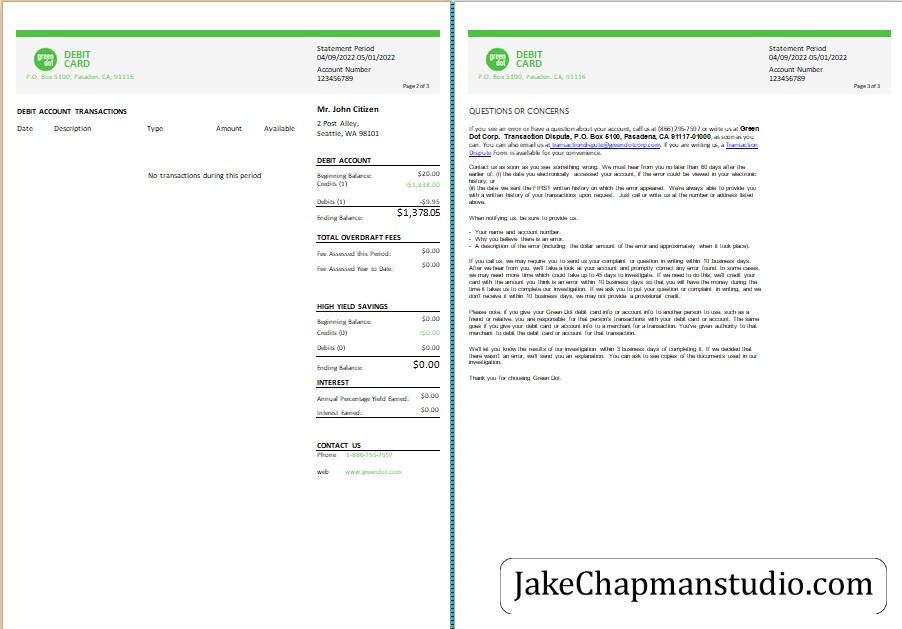 green
dot
DEBIT
CARD
P.O. Box 5100, Pasaden. CA, 91116
Statement Period
04/09/2022-05/01/2022
Account Number
123456789
Page 2 of 3
DEBIT ACCOUNT TRANSACTIONS
Date Description Type Amount Available
No transactions during this period
Mr. John Citizen
2 Post Alley,
Seattle, WA 98101
DEBIT ACCOUNT
Beginning Balance: $20.00
Credits (1) +$1,338.00
Debits (1) -$9.95
Ending Balance: $1,378.05
TOTAL OVERDRAFT FEES
Fee Assessed this Period: $0.00
Fee Assessed Year to Date: $0.00
HIGH YIELD SAVINGS
Beginning Balance: $0.00
Credits (0) +$0.00
Debits (0) $0.00
Ending Balance: $0.00
INTEREST
Annual Percentage Yield Earned: $0.00
Interest Earned: $0.00
CONTACT US
Phone 1-886-755-7557
web www.greendot.com
green
dot
DEBIT
CARD
P.O. Box 5100, Pasaden. CA, 91116
Statement Period
04/09/2022-05/01/2022
Account Number
123456789
Page 3 of 3
QUESTIONS OR CONCERNS
If you see an error or have a question about your account, call us at (866) 795-7597 or write us at Green
Dot Corp. Transaction Dispute, P.O. Box 5100, Pasadena, CA 91117-01000, as soon as you
can. You can also email us at transactiondispute@greendotcorp.com. If you are writing us, a Transaction
Dispute Form is available for your convenience.
Contact us as soon as you see something wrong. We must hear from you no later than 60 days after the
earlier of: (i) the date you electronically accessed your account, if the error could be viewed in your electronic
history, or
(ii) the date we sent the FIRST written history on which the error appeared. We're always able to provide you
with a written history of your transactions upon request. Just call or write us at the number or address listed
above.
When notifying us, be sure to provide us:
- Your name and account number.
- Why you believe there is an error.
- A description of the error (including the dollar amount of the error and approximately when it took place).
If you call us, we may require you to send us your complaint or question in writing within 10 business days.
After we hear from you, we'll take a look at your account and promptly correct any error found. In some cases,
we may need more time which could take up to 45 days to investigate. If we need to do this, we'll credit your
card with the amount you think is an error within 10 business days so that you will have the money during the
time it takes us to complete our investigation. If we ask you to put your question or complaint in writing, and we
don't receive it within 10 business days, we may not provide a provisional credit.
Please note, if you give your Green Dot debit card info or account info to another person to use, such as a
friend or relative, you are responsible for that person's transactions with your debit card or account. The same
goes if you give your debit card or account info to a merchant for a transaction. You've given authority to that
merchant to debit the debit card or account for that transaction.
We'll let you know the results of our investigation within 3 business days of completing it. If we decided that
there wasn't an error, we'll send you an explanation. You can ask to see copies of the documents used in our
investigation.
Thank you for choosing Green Dot.
JakeChapmanstudio.com